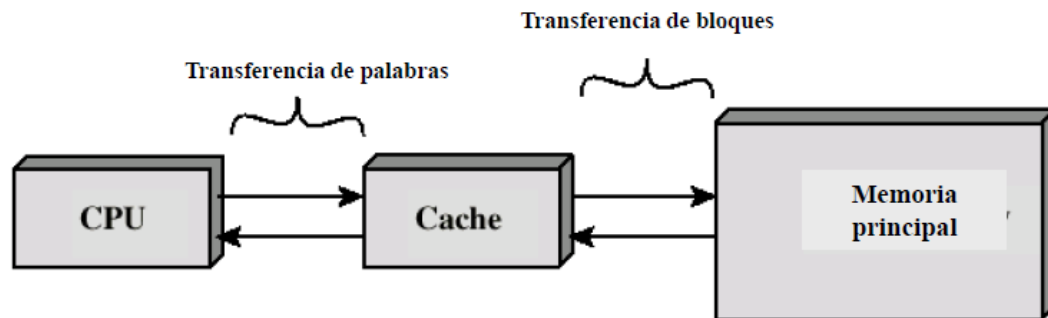 Transferencia de bloques
Transferencia de palabras
CPU
Cache
Memoria
principal